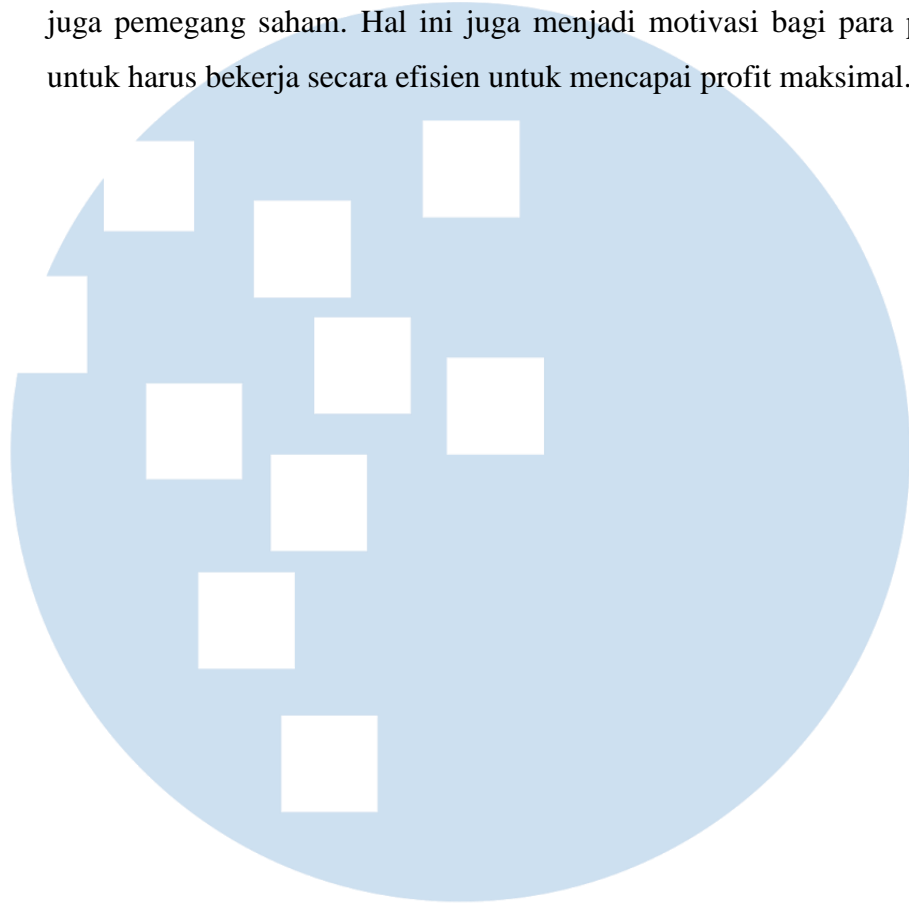 juga pemegang saham. Hal ini juga menjadi motivasi bagi para
untuk harus bekerja secara efisien untuk mencapai profit maksimal.